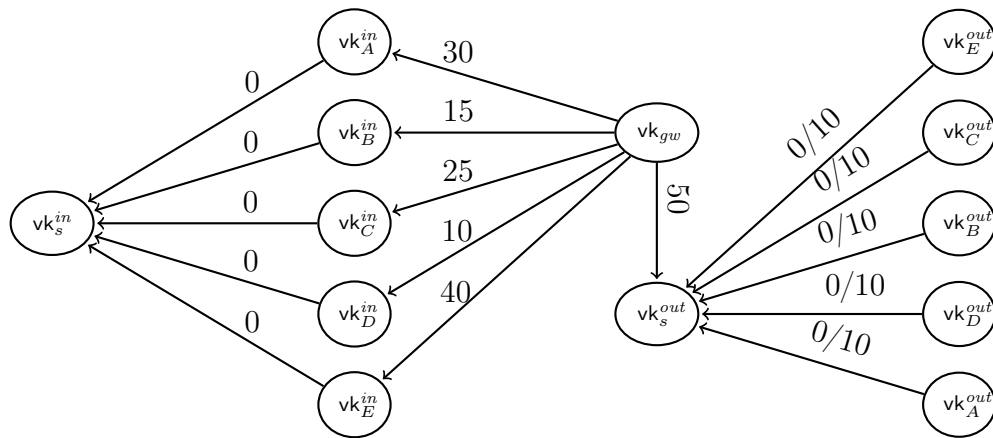 vk_A^{in}
30
vk_E^{out}
0
15
vk_B^{in}
vk_{gw}
0/10
vk_C^{out}
0
25
0/10
vk_s^{in}
0
vk_C^{in}
50
0/10
vk_B^{out}
10
0
vk_D^{in}
40
vk_s^{out}
0/10
vk_D^{out}
0
0/10
vk_E^{in}
vk_A^{out}